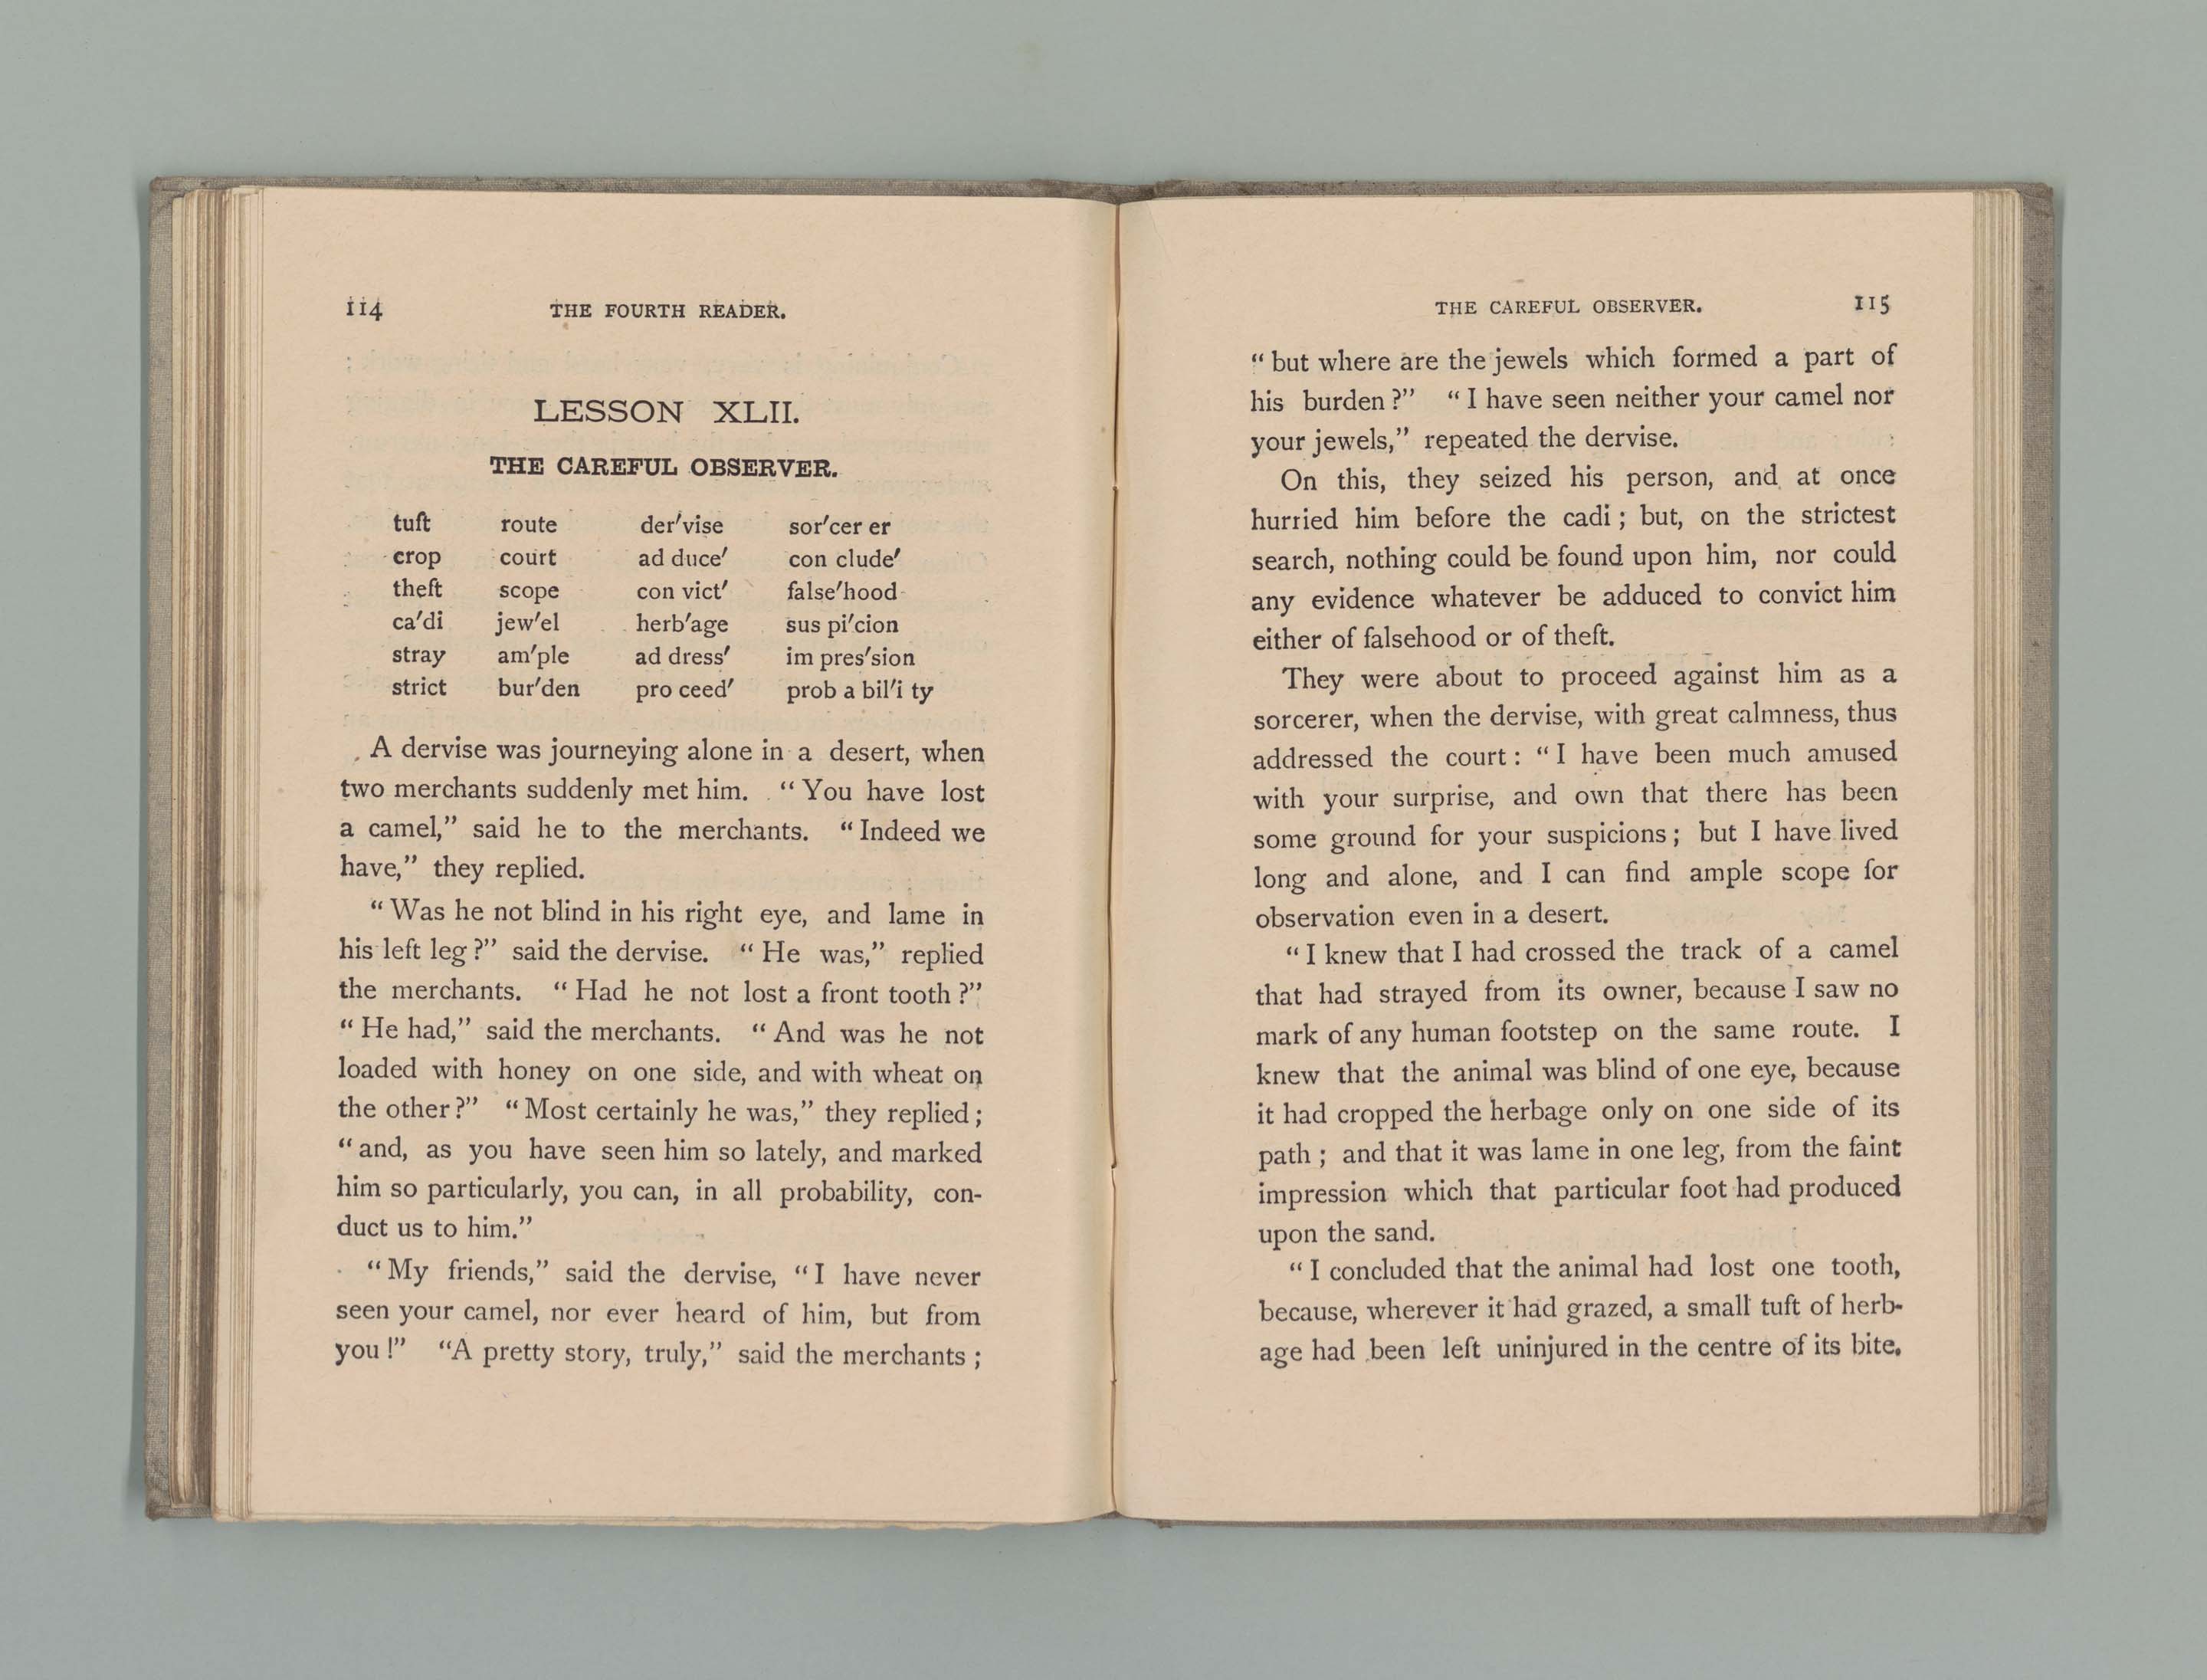 114 THE FOURTH READER.
LESSON XLII.
THE CAREFUL OBSERVER.
tuft route der′vise sor′cer er
crop court ad duce′ con clude′
theft scope con vict′ false′hood
ca′di jew′el herb′age sus pi′cion
stray am′ple ad dress′ im pres′sion
strict bur′den pro ceed′ prob a bil′i ty
A dervise was journeying alone in a desert, when
two merchants suddenly met him. “You have lost
a camel,” said he to the merchants. “Indeed we
have,” they replied.
“Was he not blind in his right eye, and lame in
his left leg?” said the dervise. “He was,” replied
the merchants. “Had he not lost a front tooth?”
“He had,” said the merchants. “And was he not
loaded with honey on one side, and with wheat on
the other?” “Most certainly he was,” they replied;
“and, as you have seen him so lately, and marked
him so particularly, you can, in all probability, con-
duct us to him.”
“My friends,” said the dervise, “I have never
seen your camel, nor ever heard of him, but from
you!” “A pretty story, truly,” said the merchants;
THE CAREFUL OBSERVER. 115
“but where are the jewels which formed a part of
his burden?” “I have seen neither your camel nor
your jewels,” repeated the dervise.
On this, they seized his person, and at once
hurried him before the cadi; but, on the strictest
search, nothing could be found upon him, nor could
any evidence whatever be adduced to convict him
either of falsehood or of theft.
They were about to proceed against him as a
sorcerer, when the dervise, with great calmness, thus
addressed the court: “I have been much amused
with your surprise, and own that there has been
some ground for your suspicions; but I have lived
long and alone, and I can find ample scope for
observation even in a desert.
“I knew that I had crossed the track of a camel
that had strayed from its owner, because I saw no
mark of any human footstep on the same route. I
knew that the animal was blind of one eye, because
it had cropped the herbage only on one side of its
path; and that it was lame in one leg, from the faint
impression which that particular foot had produced
upon the sand.
“I concluded that the animal had lost one tooth,
because, wherever it had grazed, a small tuft of herb-
age had been left uninjured in the centre of its bite.